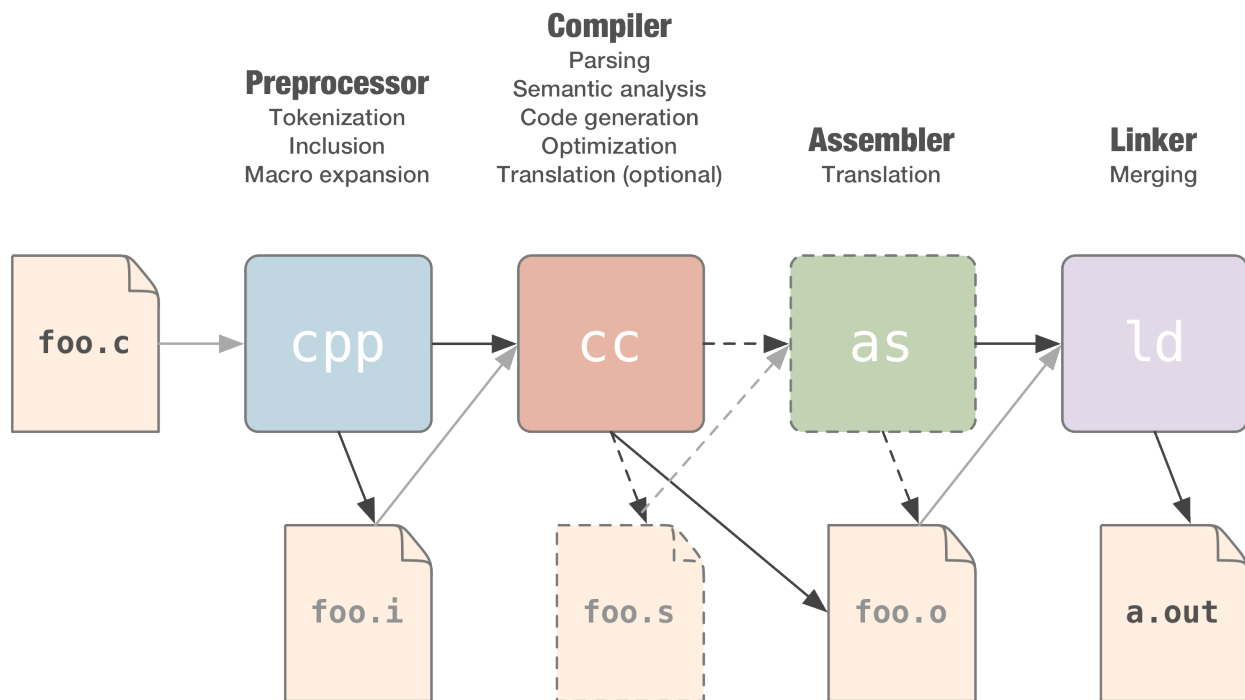 Preprocessor
Tokenization
Inclusion
Macro expansion
Compiler
Parsing
Semantic analysis
Code generation
Optimization
Translation (optional)
Assembler
Translation
Linker
Merging
foo.c
cpp
cc
as
ld
foo.i
foo.s
foo.o
a.out